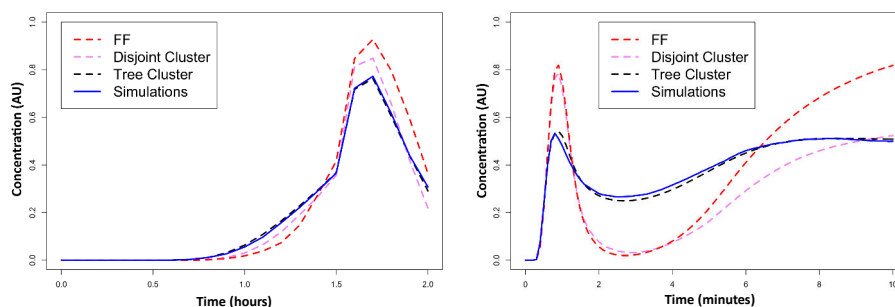 Concentration (AU)
1.0
0.8
0.6
0.4
0.2
0.0
FF
Disjoint Cluster
Tree Cluster
Simulations
0.0 0.5 1.0 1.5 2.0
Time (hours)
Concentration (AU)
1.0
0.8
0.6
0.4
0.2
0.0
FF
Disjoint Cluster
Tree Cluster
Simulations
0 2 4 6 8 10
Time (minutes)